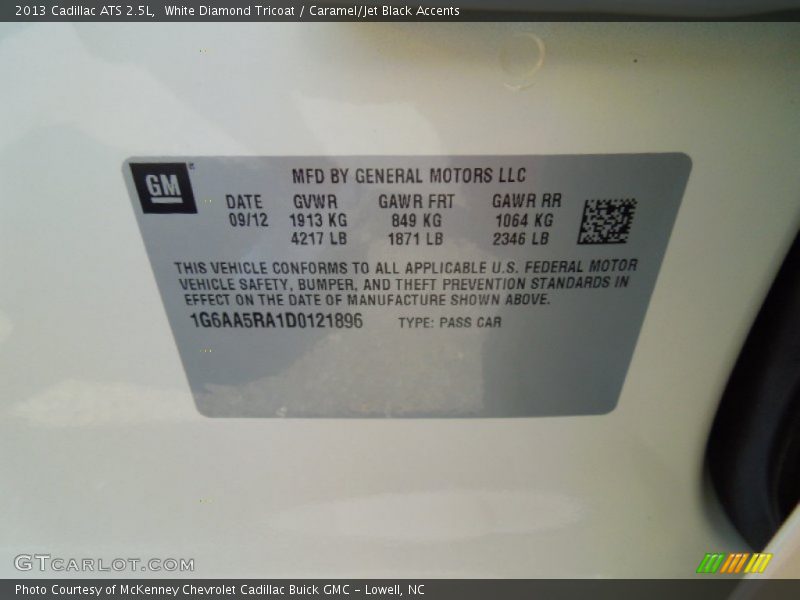 2013 Cadillac ATS 2.5L, White Diamond Tricoat / Caramel/Jet Black Accents
GM
MFD BY GENERAL MOTORS LLC
DATE GVWR GAWR FRT GAWR RR
09/12 1913 KG 849 KG 1064 KG
4217 LB 1871 LB 2346 LB
THIS VEHICLE CONFORMS TO ALL APPLICABLE U.S. FEDERAL MOTOR
VEHICLE SAFETY, BUMPER, AND THEFT PREVENTION STANDARDS IN
EFFECT ON THE DATE OF MANUFACTURE SHOWN ABOVE.
1G6AA5RA1D0121896 TYPE: PASS CAR
GTCARLOT.COM
Photo Courtesy of McKenney Chevrolet Cadillac Buick GMC - Lowell, NC